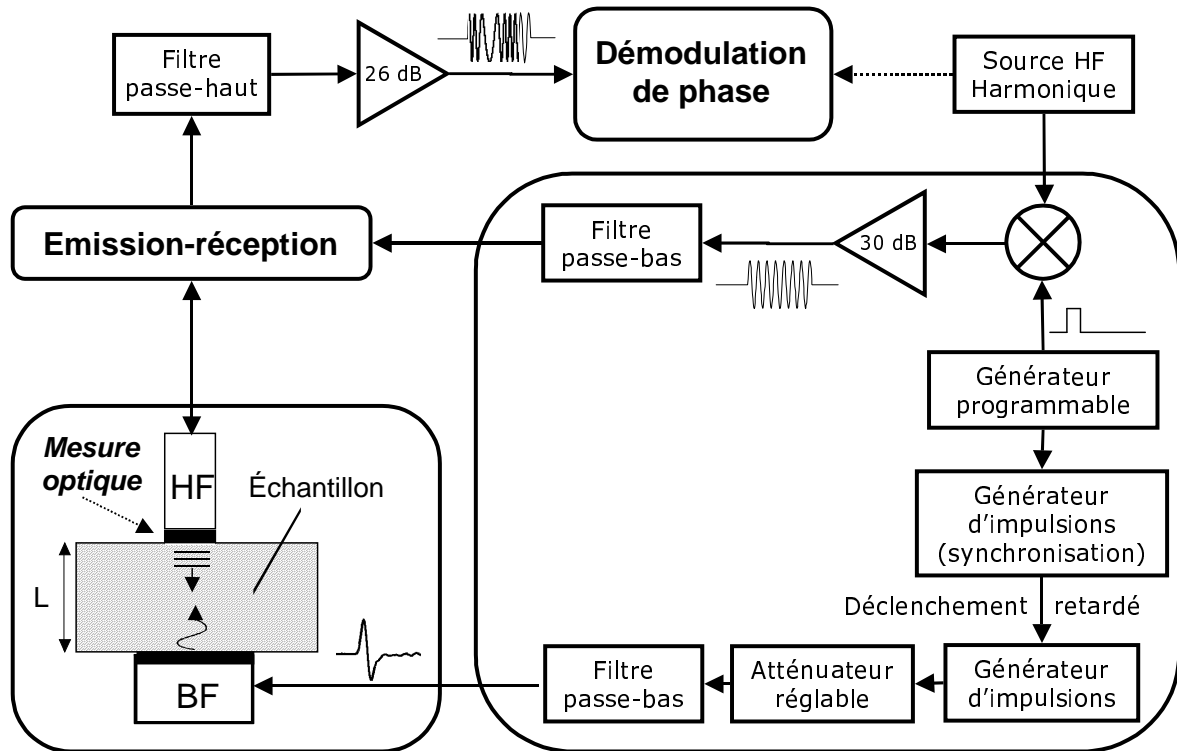 Filtre
passe-haut
26 dB
Démodulation
de phase
Source HF
Harmonique
Emission-réception
Filtre
passe-bas
30 dB
Générateur
programmable
Mesure
optique
HF
Échantillon
L
BF
Générateur
d'impulsions
(synchronisation)
Déclenchement retardé
Filtre
passe-bas
Atténuateur
réglable
Générateur
d'impulsions